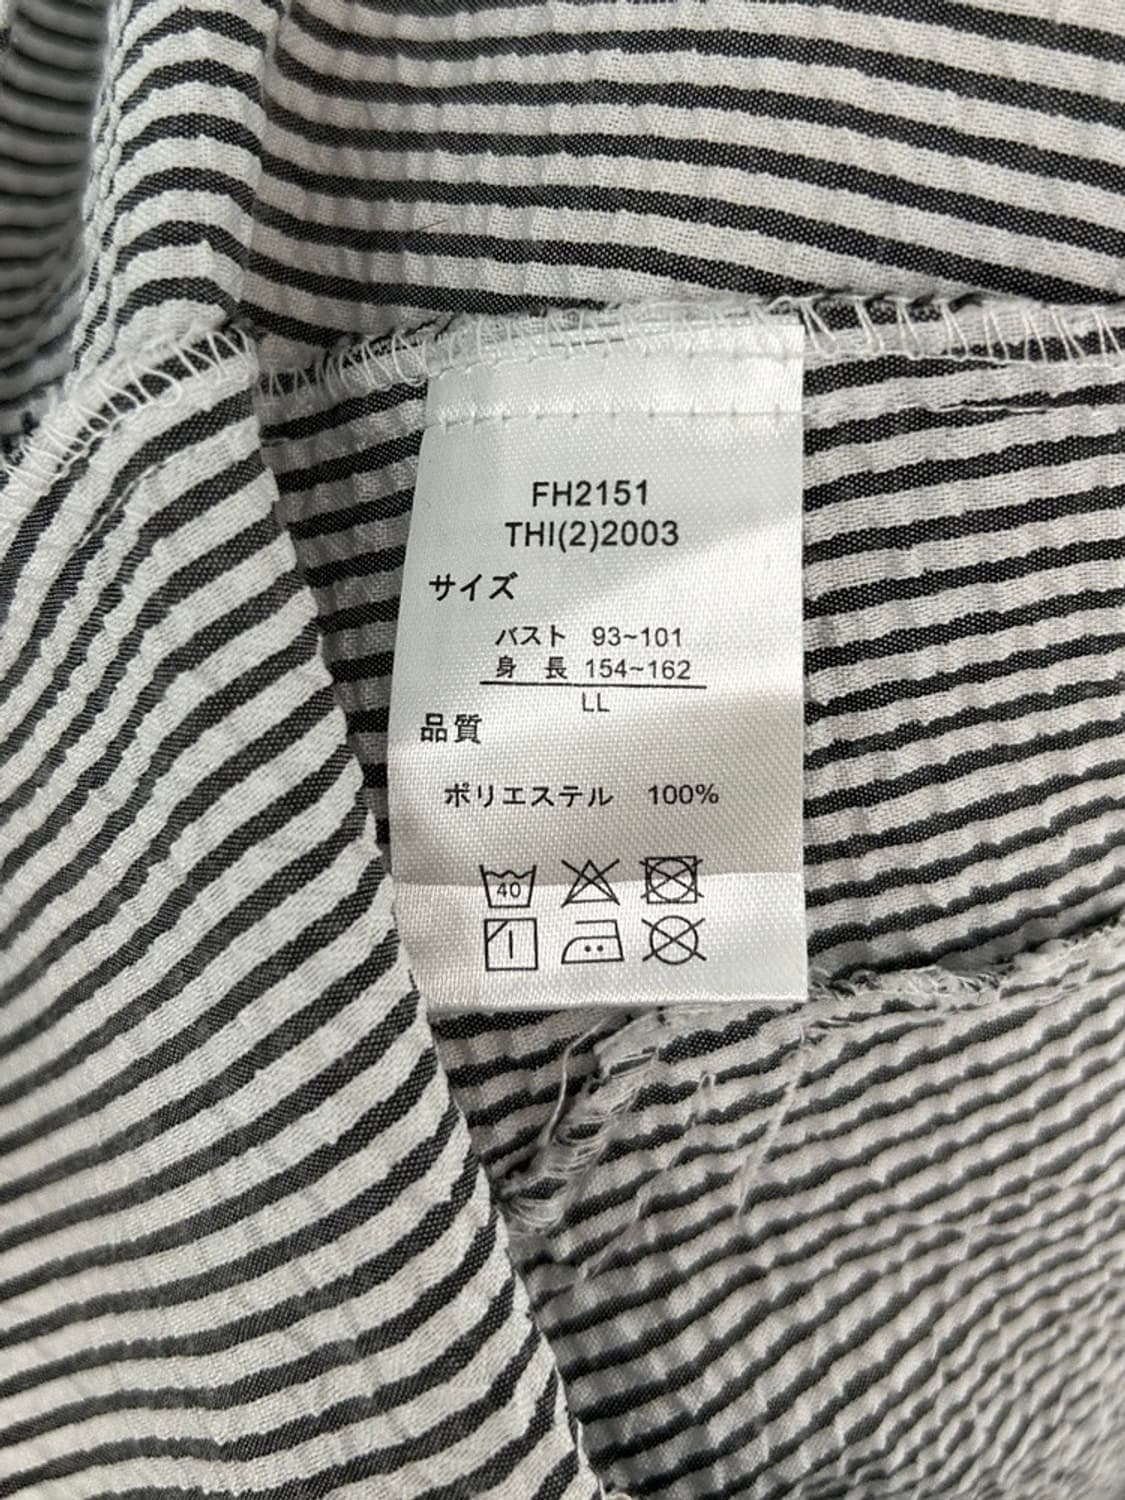 FH2151
THI(2)2003
サイズ
バスト 93~101
身 長 154~162
LL
品質
ポリエステル 100%
40